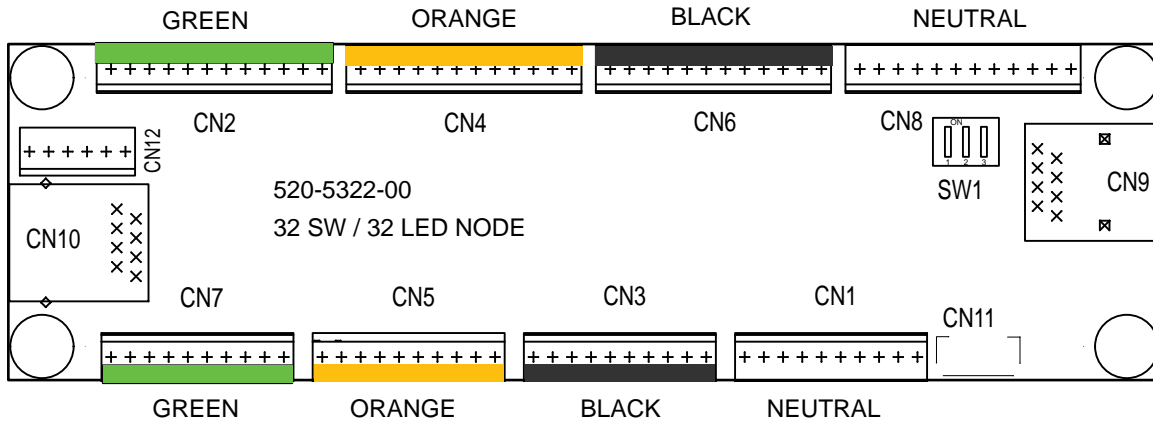 GREEN ORANGE BLACK NEUTRAL
CN2 CN4 CN6 CN8
ON
1 2 3
SW1
CN12
CN9
520-5322-00
32 SW / 32 LED NODE
CN10
CN7 CN5 CN3 CN1
CN11
GREEN ORANGE BLACK NEUTRAL